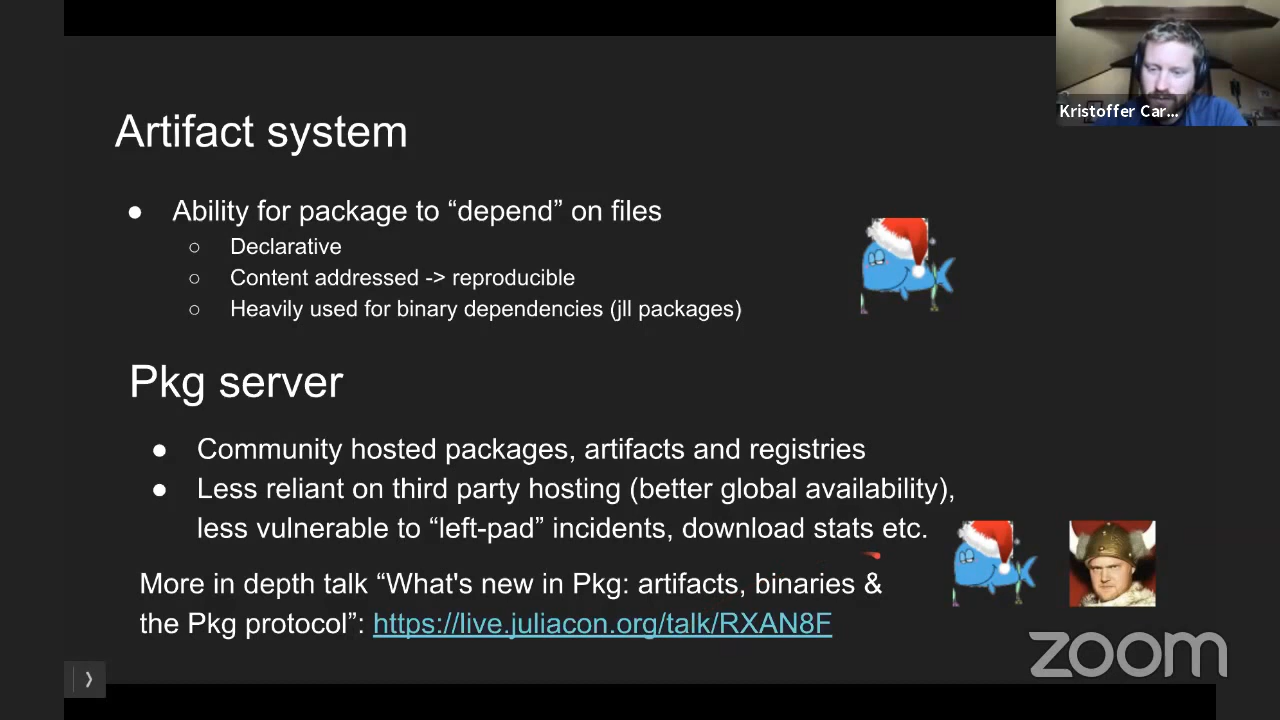 Kristoffer Car...
Artifact system
● Ability for package to “depend” on files
○ Declarative
○ Content addressed -> reproducible
○ Heavily used for binary dependencies (jll packages)
Pkg server
● Community hosted packages, artifacts and registries
● Less reliant on third party hosting (better global availability),
less vulnerable to “left-pad” incidents, download stats etc.
More in depth talk “What's new in Pkg: artifacts, binaries &
the Pkg protocol”: https://live.juliacon.org/talk/RXAN8F
zoom